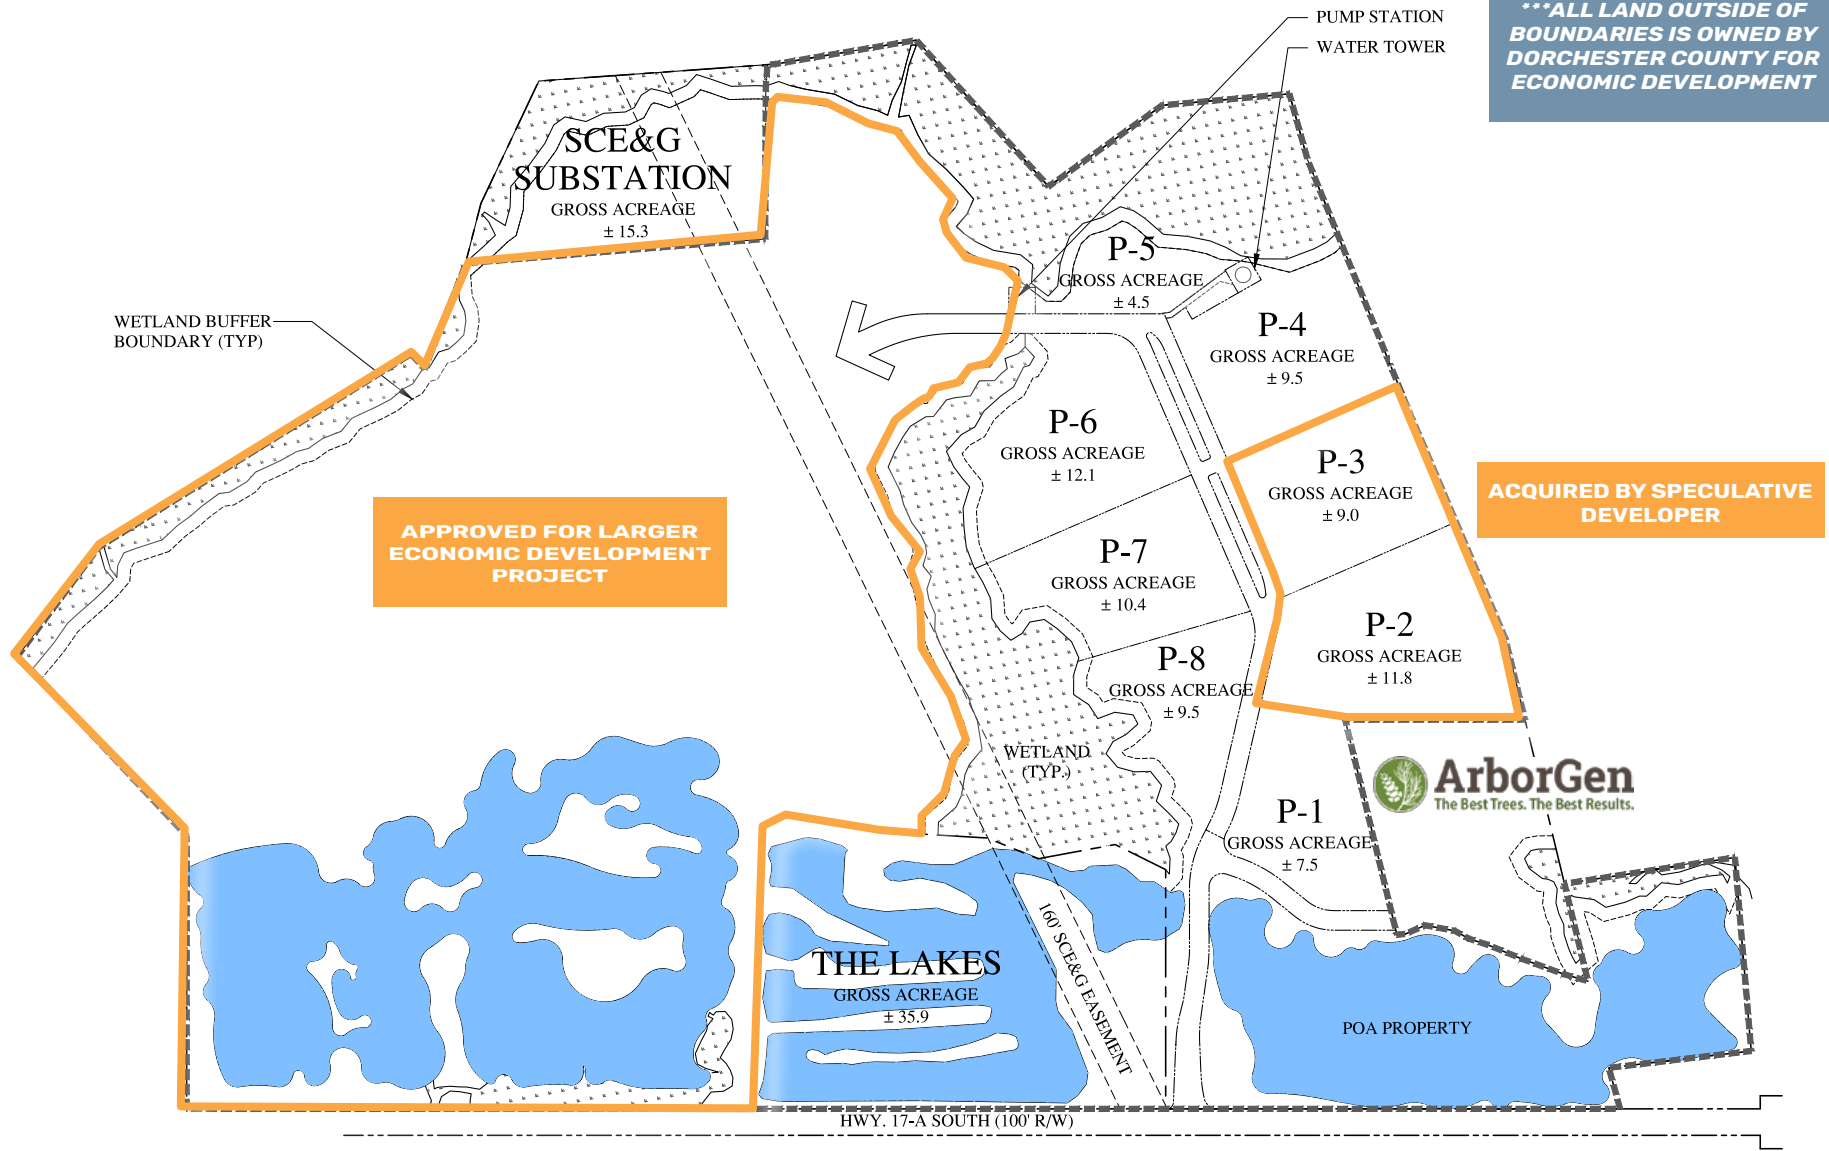 PUMP STATION
WATER TOWER
***ALL LAND OUTSIDE OF
BOUNDARIES IS OWNED BY
DORCHESTER COUNTY FOR
ECONOMIC DEVELOPMENT
SCE&G
SUBSTATION
GROSS ACREAGE
± 15.3
P-5
GROSS ACREAGE
± 4.5
WETLAND BUFFER
BOUNDARY (TYP)
P-4
GROSS ACREAGE
± 9.5
P-6
GROSS ACREAGE
± 12.1
P-3
GROSS ACREAGE
± 9.0
ACQUIRED BY SPECULATIVE
DEVELOPER
APPROVED FOR LARGER
ECONOMIC DEVELOPMENT
PROJECT
P-7
GROSS ACREAGE
± 10.4
P-2
GROSS ACREAGE
± 11.8
P-8
GROSS ACREAGE
± 9.5
WETLAND
(TYP.)
ArborGen
The Best Trees. The Best Results.
P-1
GROSS ACREAGE
± 7.5
THE LAKES
GROSS ACREAGE
± 35.9
160' SCE&G EASEMENT
POA PROPERTY
HWY. 17-A SOUTH (100' R/W)